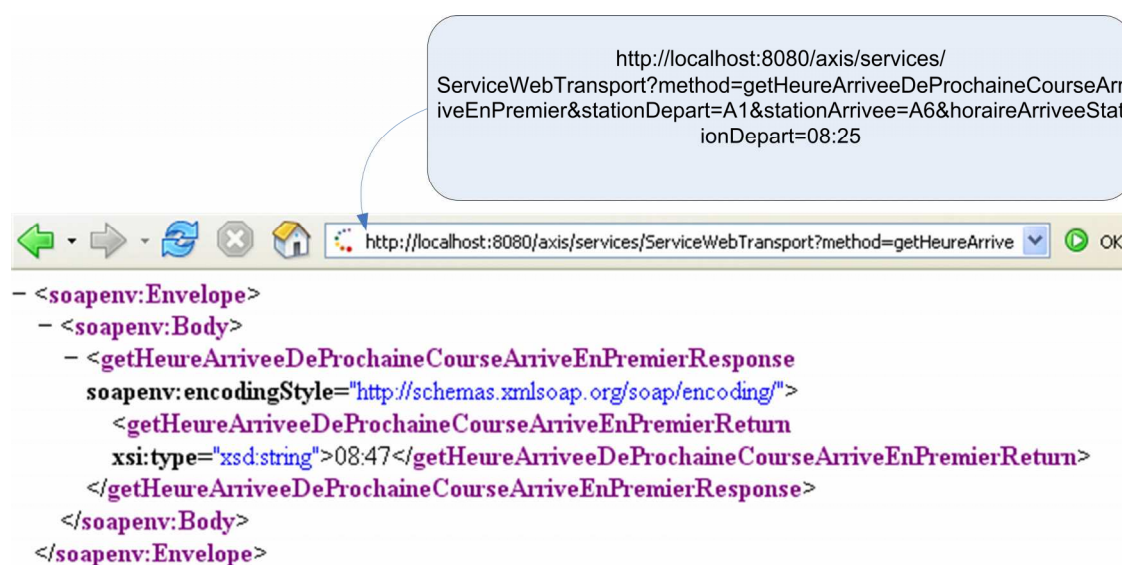 http://localhost:8080/axis/services/
ServiceWebTransport?method=getHeureArriveeDeProchaineCourseArr
iveEnPremier&stationDepart=A1&stationArrivee=A6&horaireArriveeStat
ionDepart=08:25
http://localhost:8080/axis/services/ServiceWebTransport?method=getHeureArrive
OK
− <soapenv:Envelope>
− <soapenv:Body>
− <getHeureArriveeDeProchaineCourseArriveEnPremierResponse
soapenv:encodingStyle="http://schemas.xmlsoap.org/soap/encoding/">
<getHeureArriveeDeProchaineCourseArriveEnPremierReturn
xsi:type="xsd:string">08:47</getHeureArriveeDeProchaineCourseArriveEnPremierReturn>
</getHeureArriveeDeProchaineCourseArriveEnPremierResponse>
</soapenv:Body>
</soapenv:Envelope>